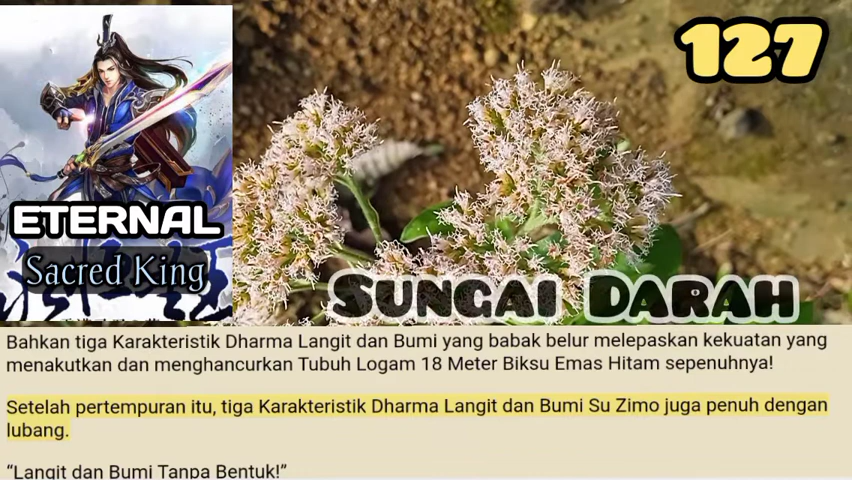 127
ETERNAL
Sacred King
SUNGAI DARAH
Bahkan tiga Karakteristik Dharma Langit dan Bumi yang babak belur melepaskan kekuatan yang
menakutkan dan menghancurkan Tubuh Logam 18 Meter Biksu Emas Hitam sepenuhnya!
Setelah pertempuran itu, tiga Karakteristik Dharma Langit dan Bumi Su Zimo juga penuh dengan
lubang.
“Langit dan Bumi Tanpa Bentuk!”